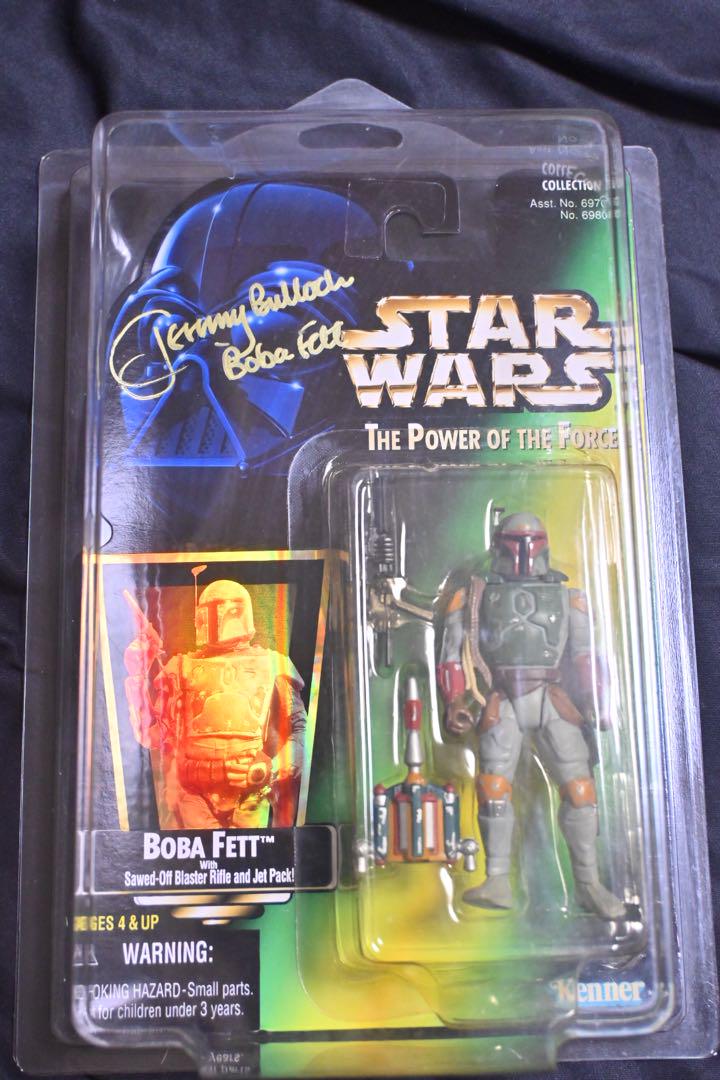 COLLECTION
Asst. No.
No.
Jeremy Bulloch
Boba Fett
STAR
WARS
THE POWER OF THE FORCE
BOBA FETT™
With
Sawed-Off Blaster Rifle and Jet Pack!
AGES 4 & UP
WARNING:
CHOKING HAZARD-Small parts.
for children under 3 years.
Kenner